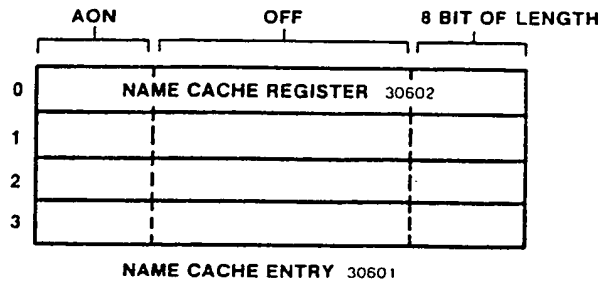 AON OFF 8 BIT OF LENGTH
0 NAME CACHE REGISTER 30602
1
2
3
NAME CACHE ENTRY 30601